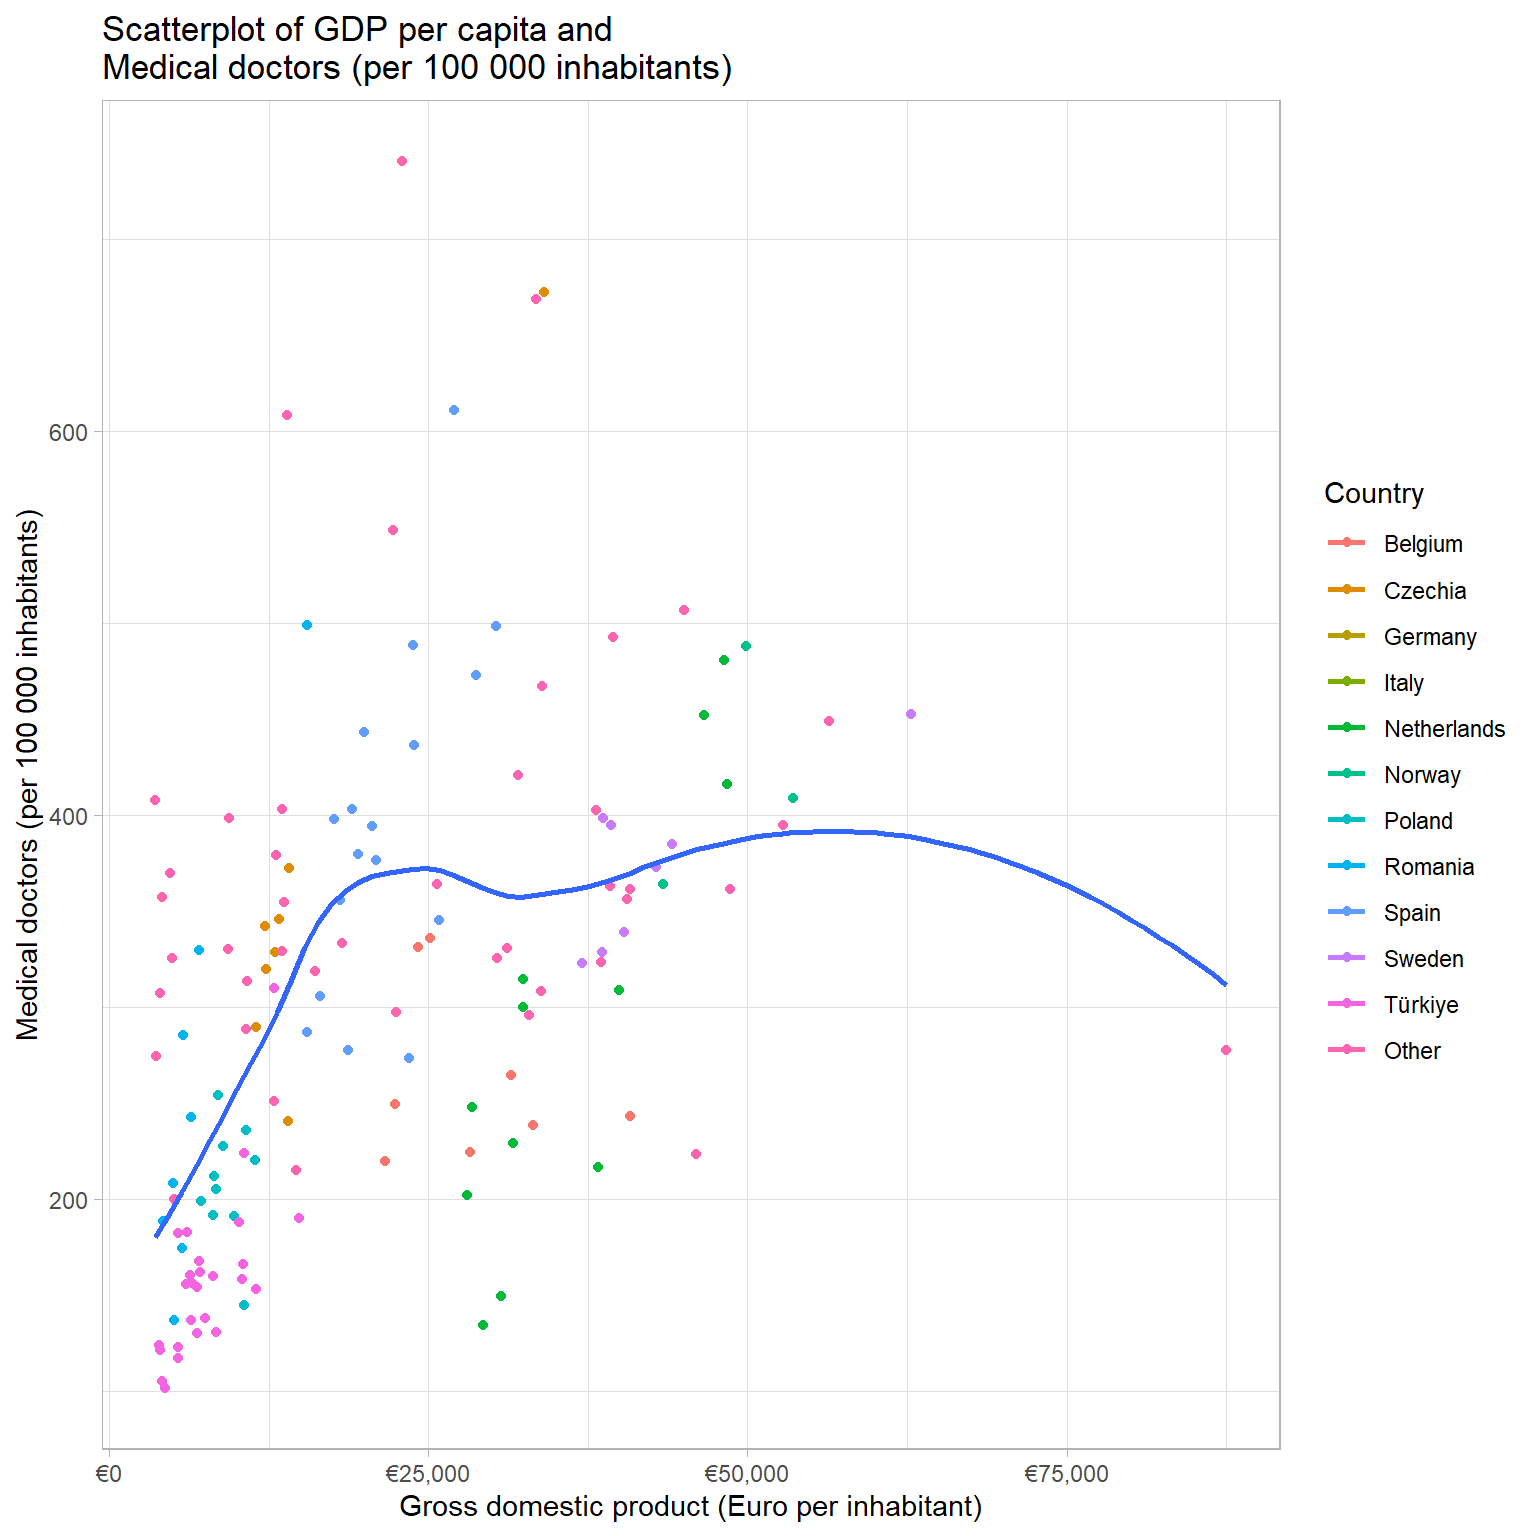 Scatterplot of GDP per capita and
Medical doctors (per 100 000 inhabitants)
Medical doctors (per 100 000 inhabitants)
600
400
200
€0
€25,000
€50,000
€75,000
Gross domestic product (Euro per inhabitant)
Country
Belgium
Czechia
Germany
Italy
Netherlands
Norway
Poland
Romania
Spain
Sweden
Türkiye
Other